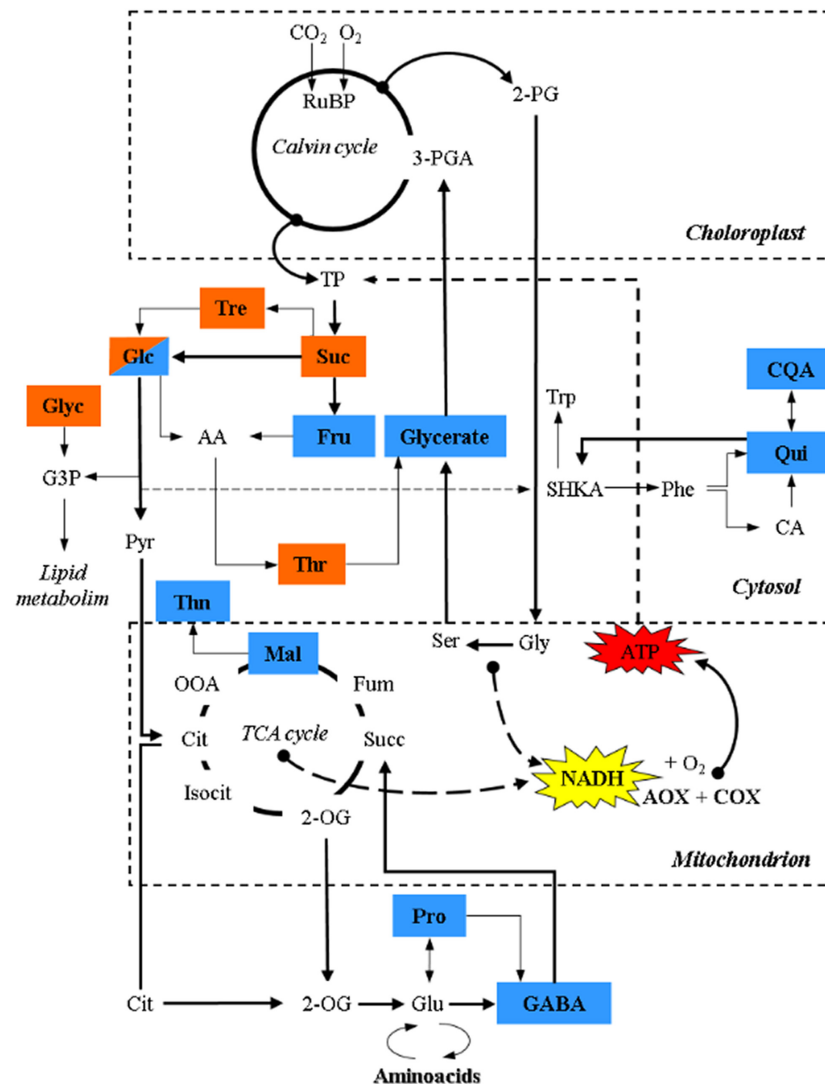 CO2 O2
RuBP
2-PG
Calvin cycle
3-PGA
Choloroplast
TP
Tre
Glc
Suc
CQA
Glyc
Trp
AA
Fru
Glycerate
Qui
G3P
SHKA
Phe
CA
Pyr
Lipid
metabolim
Thr
Thn
Cytosol
Ser
Gly
ATP
Mal
OOA
Fum
Cit
TCA cycle
Succ
+ O2
NADH
AOX + COX
Isocit
2-OG
Mitochondrion
Pro
Cit
2-OG
Glu
GABA
Aminoacids